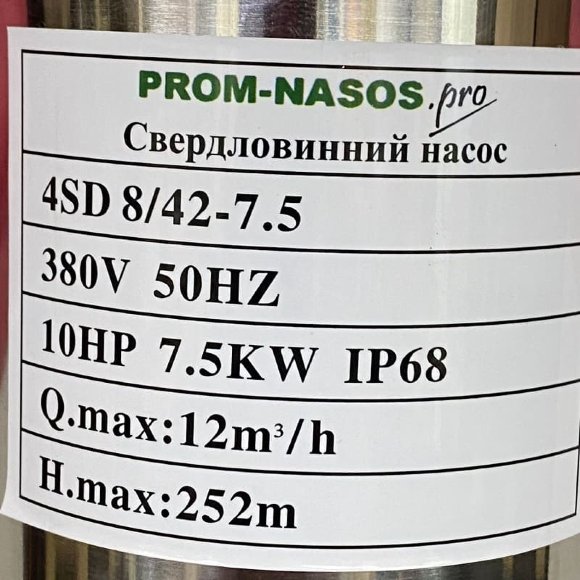 PROM-NASOS.pro
Свердловинний насос
4SD 8/42-7.5
380V 50HZ
10HP 7.5KW IP68
Q.max:12m³/h
H.max:252m